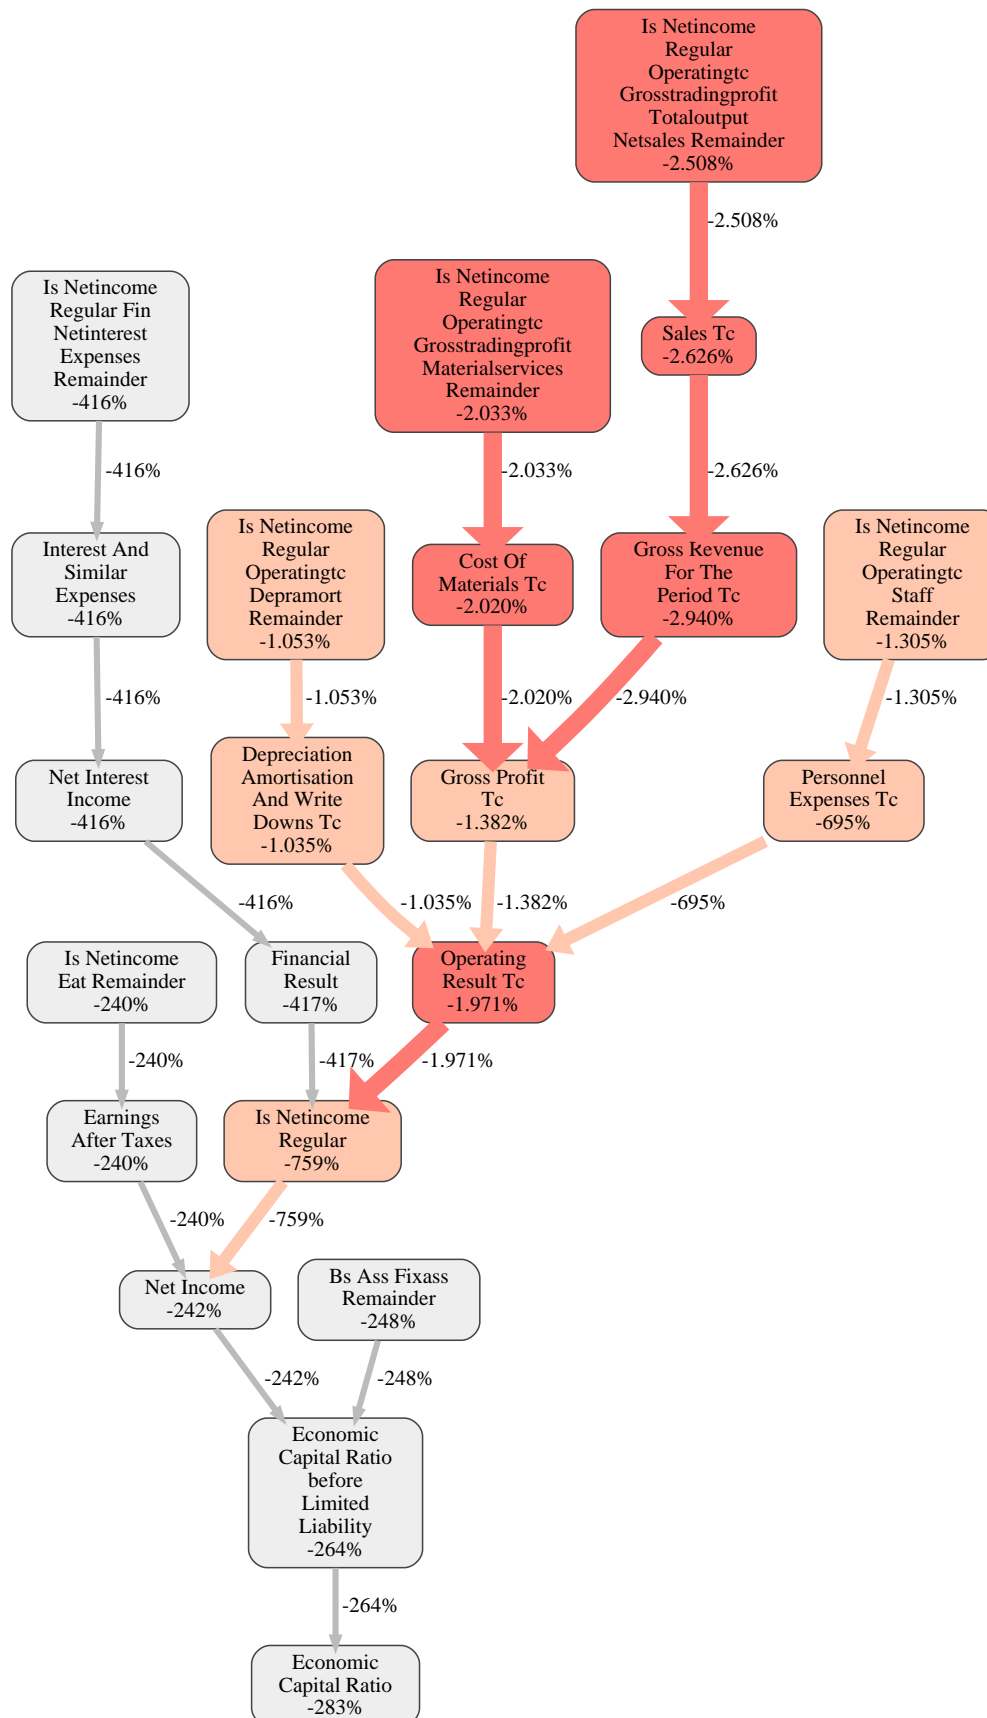 Is Netincome
Regular
Operatingtc
Grosstradingprofit
Totaloutput
Netsales Remainder
-2.508%
-2.508%
Is Netincome
Regular Fin
Netinterest
Expenses
Remainder
-416%
Is Netincome
Regular
Operatingtc
Grosstradingprofit
Materialservices
Remainder
-2.033%
Sales Tc
-2.626%
-416%
-2.033%
-2.626%
Interest And
Similar
Expenses
-416%
Is Netincome
Regular
Operatingtc
Depramort
Remainder
-1.053%
Cost Of
Materials Tc
-2.020%
Gross Revenue
For The
Period Tc
-2.940%
Is Netincome
Regular
Operatingtc
Staff
Remainder
-1.305%
-416%
-1.053%
-2.020%
-2.940%
-1.305%
Net Interest
Income
-416%
Depreciation
Amortisation
And Write
Downs Tc
-1.035%
Gross Profit
Tc
-1.382%
Personnel
Expenses Tc
-695%
-416%
-1.035%
-1.382%
-695%
Is Netincome
Eat Remainder
-240%
Financial
Result
-417%
Operating
Result Tc
-1.971%
-240%
-417%
-1.971%
Earnings
After Taxes
-240%
Is Netincome
Regular
-759%
-240%
-759%
Net Income
-242%
Bs Ass Fixass
Remainder
-248%
-242%
-248%
Economic
Capital Ratio
before
Limited
Liability
-264%
-264%
Economic
Capital Ratio
-283%